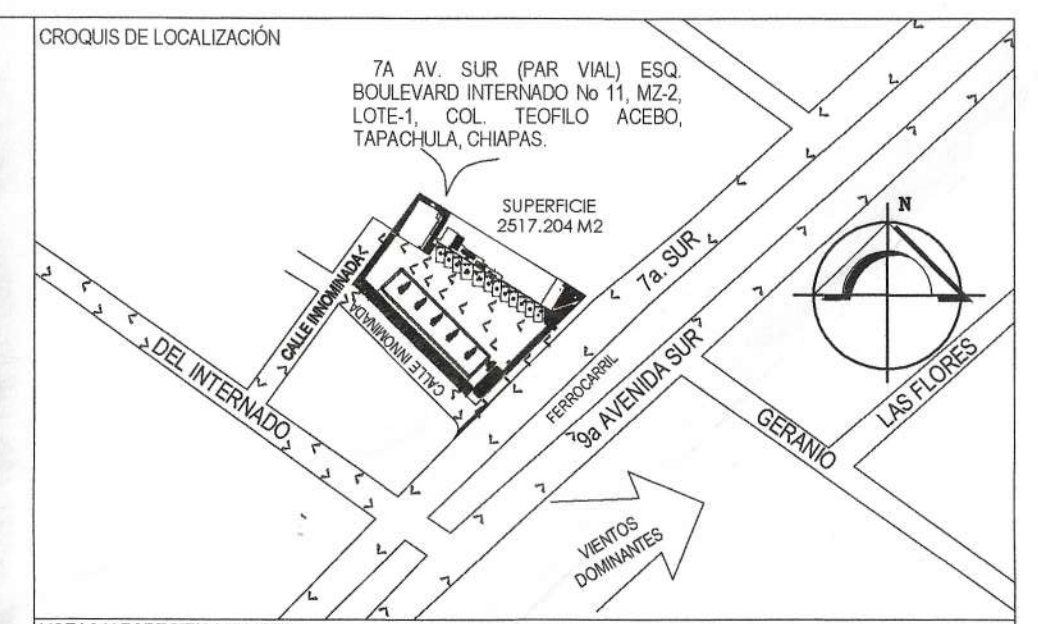 CROQUIS DE LOCALIZACIÓN
7A AV. SUR (PAR VIAL) ESQ.
BOULEVARD INTERNADO No 11, MZ-2,
LOTE-1, COL. TEOFILO ACEBO,
TAPACHULA, CHIAPAS.
SUPERFICIE
2517.204 M2
N
7a. SUR
CALLE INNOMINADA
CALLE INNOMINADA
DEL INTERNADO
FERROCARRIL
9a AVENIDA SUR
GERANIO
LAS FLORES
VIENTOS
DOMINANTES